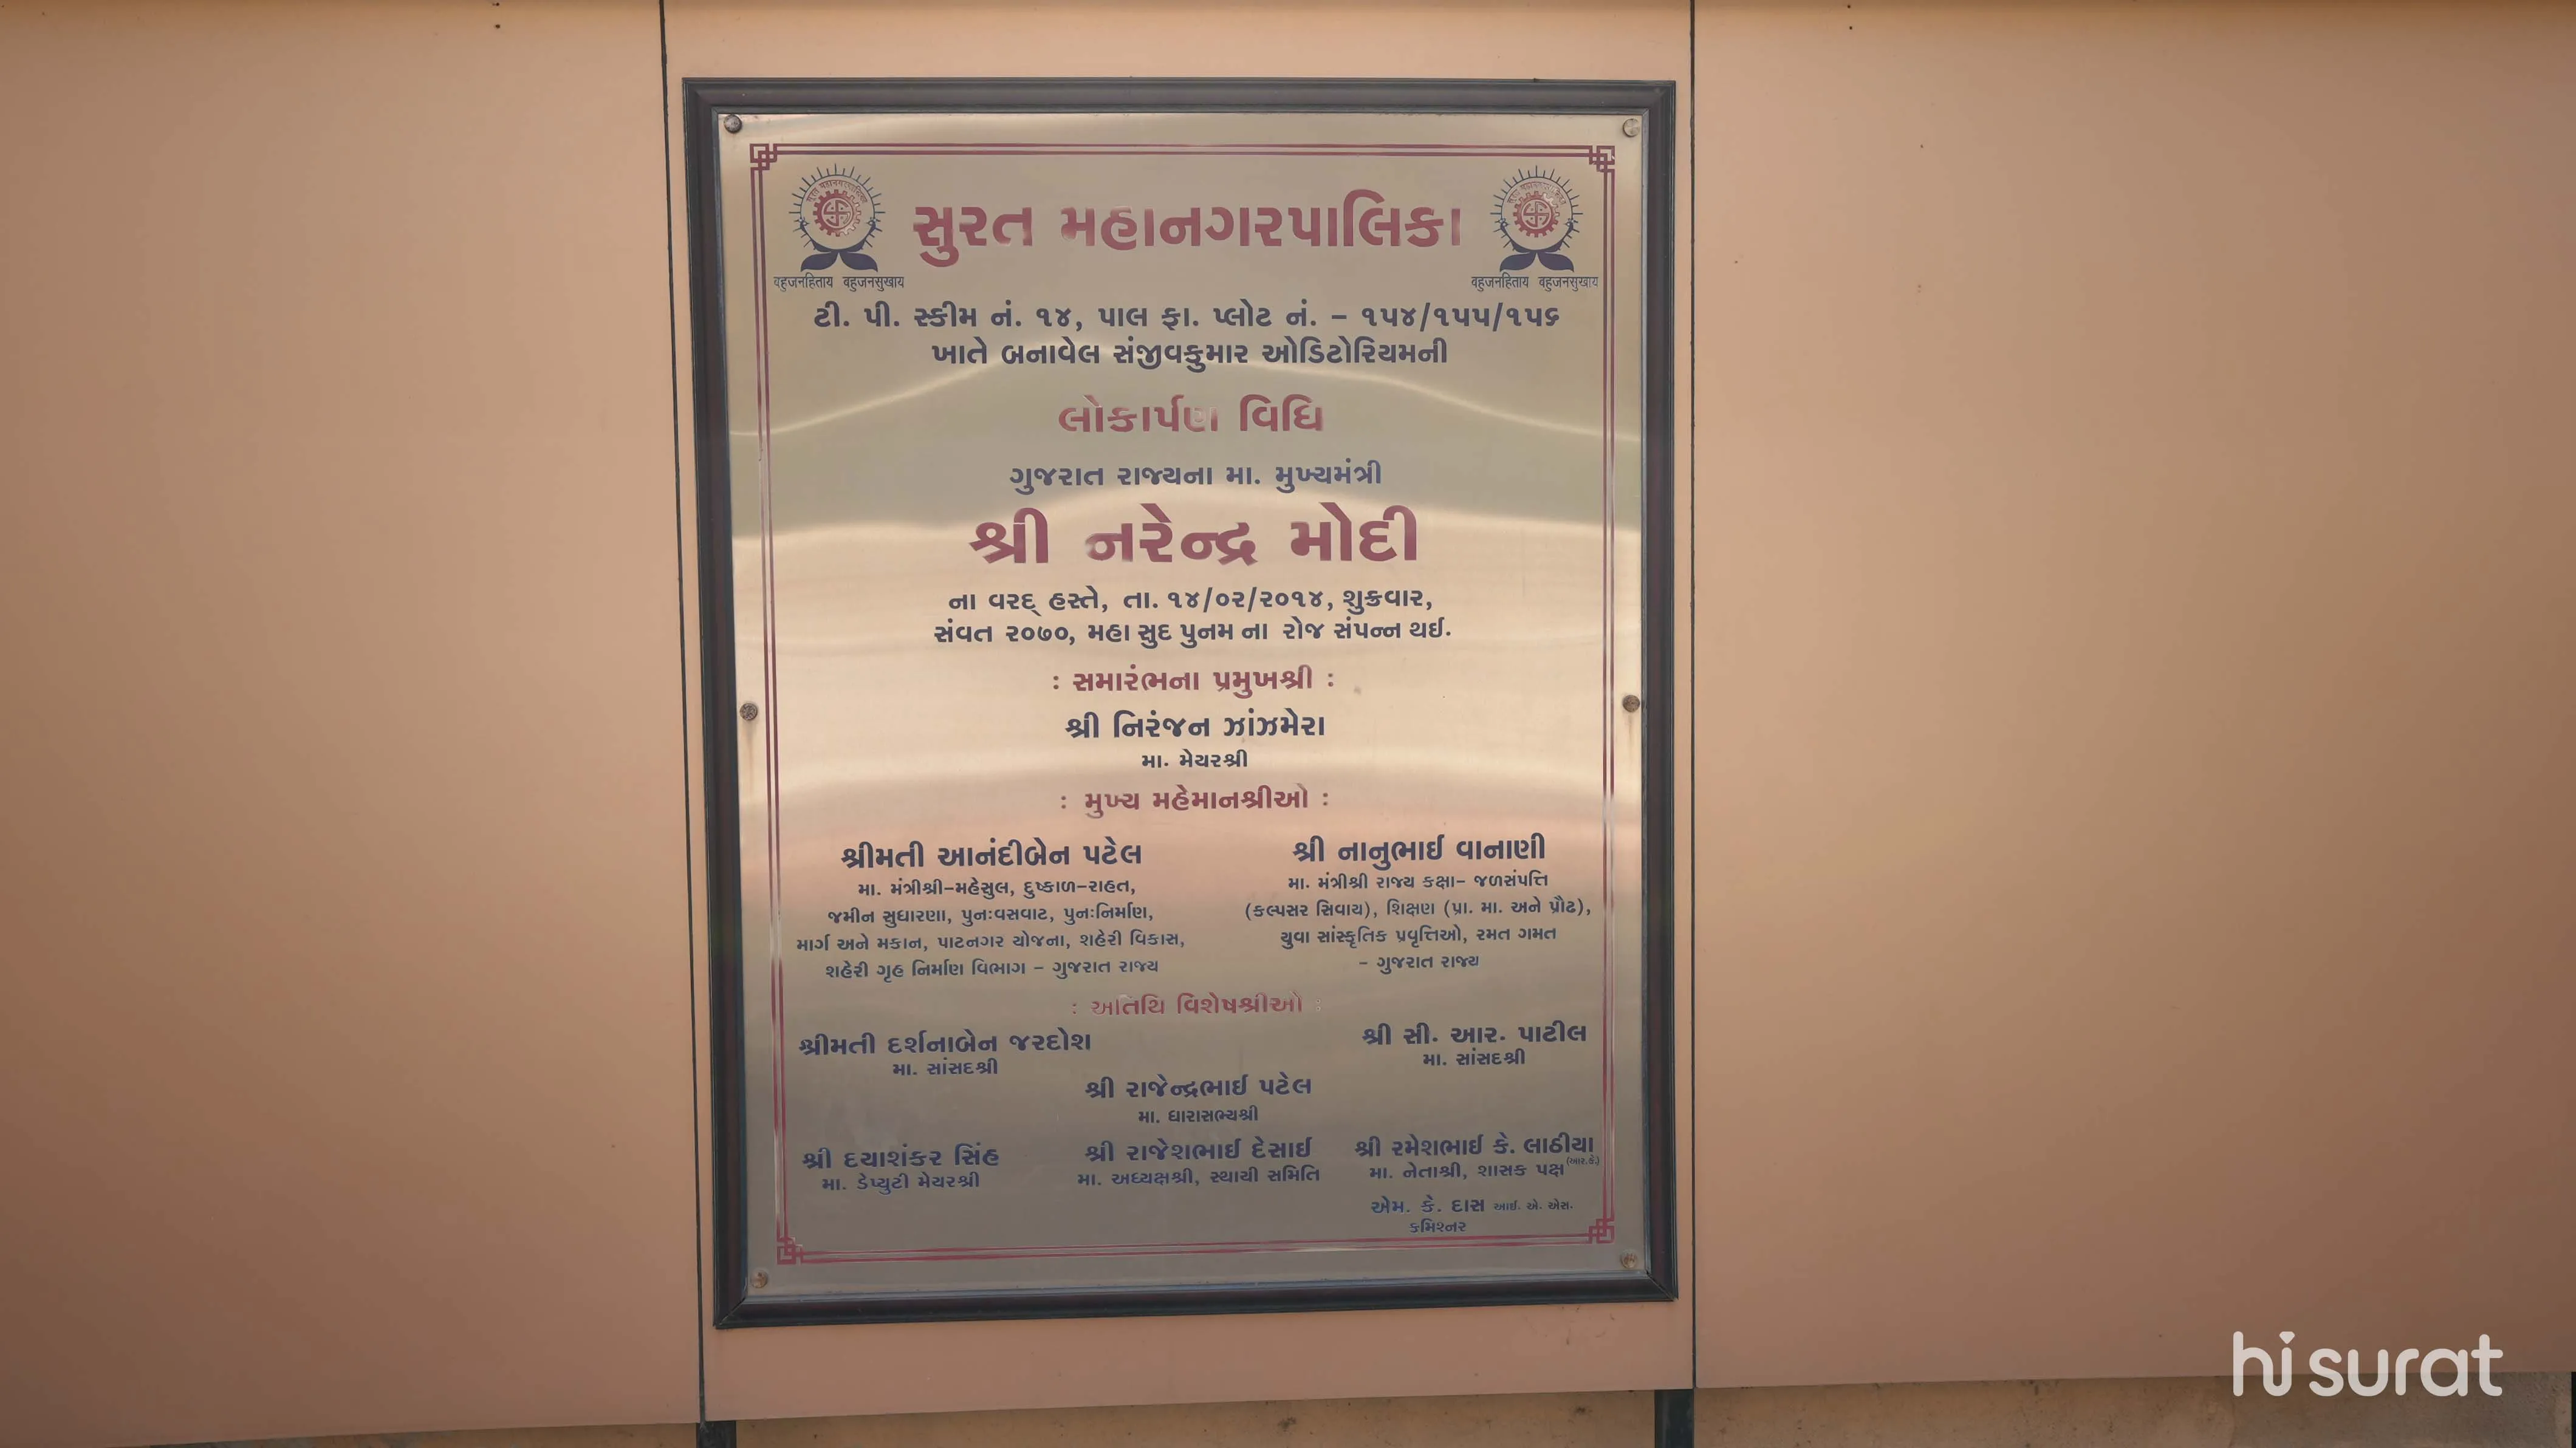 સુરત મહાનગરપાલિકા
बहुजनहिताय बहुजनसुखाय
बहुजनहिताय बहुजनसुखाय
ટી. પી. સ્કીમ નં. ૧૪, પાલ ફા. પ્લોટ નં. – ૧૫૪/૧૫૫/૧૫૬
ખાતે બનાવેલ સંજીવકુમાર ઓડિટોરિયમની
લોકાર્પણ વિધિ
ગુજરાત રાજ્યના મા. મુખ્યમંત્રી
શ્રી નરેન્દ્ર મોદી
ના વરદ્ હસ્તે, તા. ૧૪/૦૨/૨૦૧૪, શુક્રવાર,
સંવત ૨૦૭૦, મહા સુદ પુનમ ના રોજ સંપન્ન થઈ.
: સમારંભના પ્રમુખશ્રી :
શ્રી નિરંજન ઝાંઝમેરા
મા. મેયરશ્રી
: મુખ્ય મહેમાનશ્રીઓ :
શ્રીમતી આનંદીબેન પટેલ
મા. મંત્રીશ્રી–મહેસુલ, દુષ્કાળ–રાહત,
જમીન સુધારણા, પુનઃવસવાટ, પુનઃનિર્માણ,
માર્ગ અને મકાન, પાટનગર યોજના, શહેરી વિકાસ,
શહેરી ગૃહ નિર્માણ વિભાગ – ગુજરાત રાજ્ય
શ્રી નાનુભાઈ વાનાણી
મા. મંત્રીશ્રી રાજ્ય કક્ષા– જળસંપત્તિ
(કલ્પસર સિવાય), શિક્ષણ (પ્રા. મા. અને પ્રૌઢ),
યુવા સાંસ્કૃતિક પ્રવૃત્તિઓ, રમત ગમત
– ગુજરાત રાજ્ય
: અતિથિ વિશેષશ્રીઓ :
શ્રીમતી દર્શનાબેન જરદોશ
મા. સાંસદશ્રી
શ્રી સી. આર. પાટીલ
મા. સાંસદશ્રી
શ્રી રાજેન્દ્રભાઈ પટેલ
મા. ધારાસભ્યશ્રી
શ્રી દયાશંકર સિંહ
મા. ડેપ્યુટી મેયરશ્રી
શ્રી રાજેશભાઈ દેસાઈ
મા. અધ્યક્ષશ્રી, સ્થાયી સમિતિ
શ્રી રમેશભાઈ કે. લાઠીયા
(આર.કે.)
મા. નેતાશ્રી, શાસક પક્ષ
એમ. કે. દાસ આઈ. એ. એસ.
કમિશ્નર
hi surat